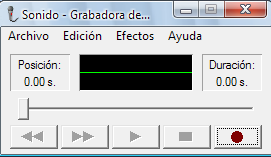 Sonido - Grabadora de...
Archivo Edición Efectos Ayuda
Posición: Duración:
0.00 s. 0.00 s.